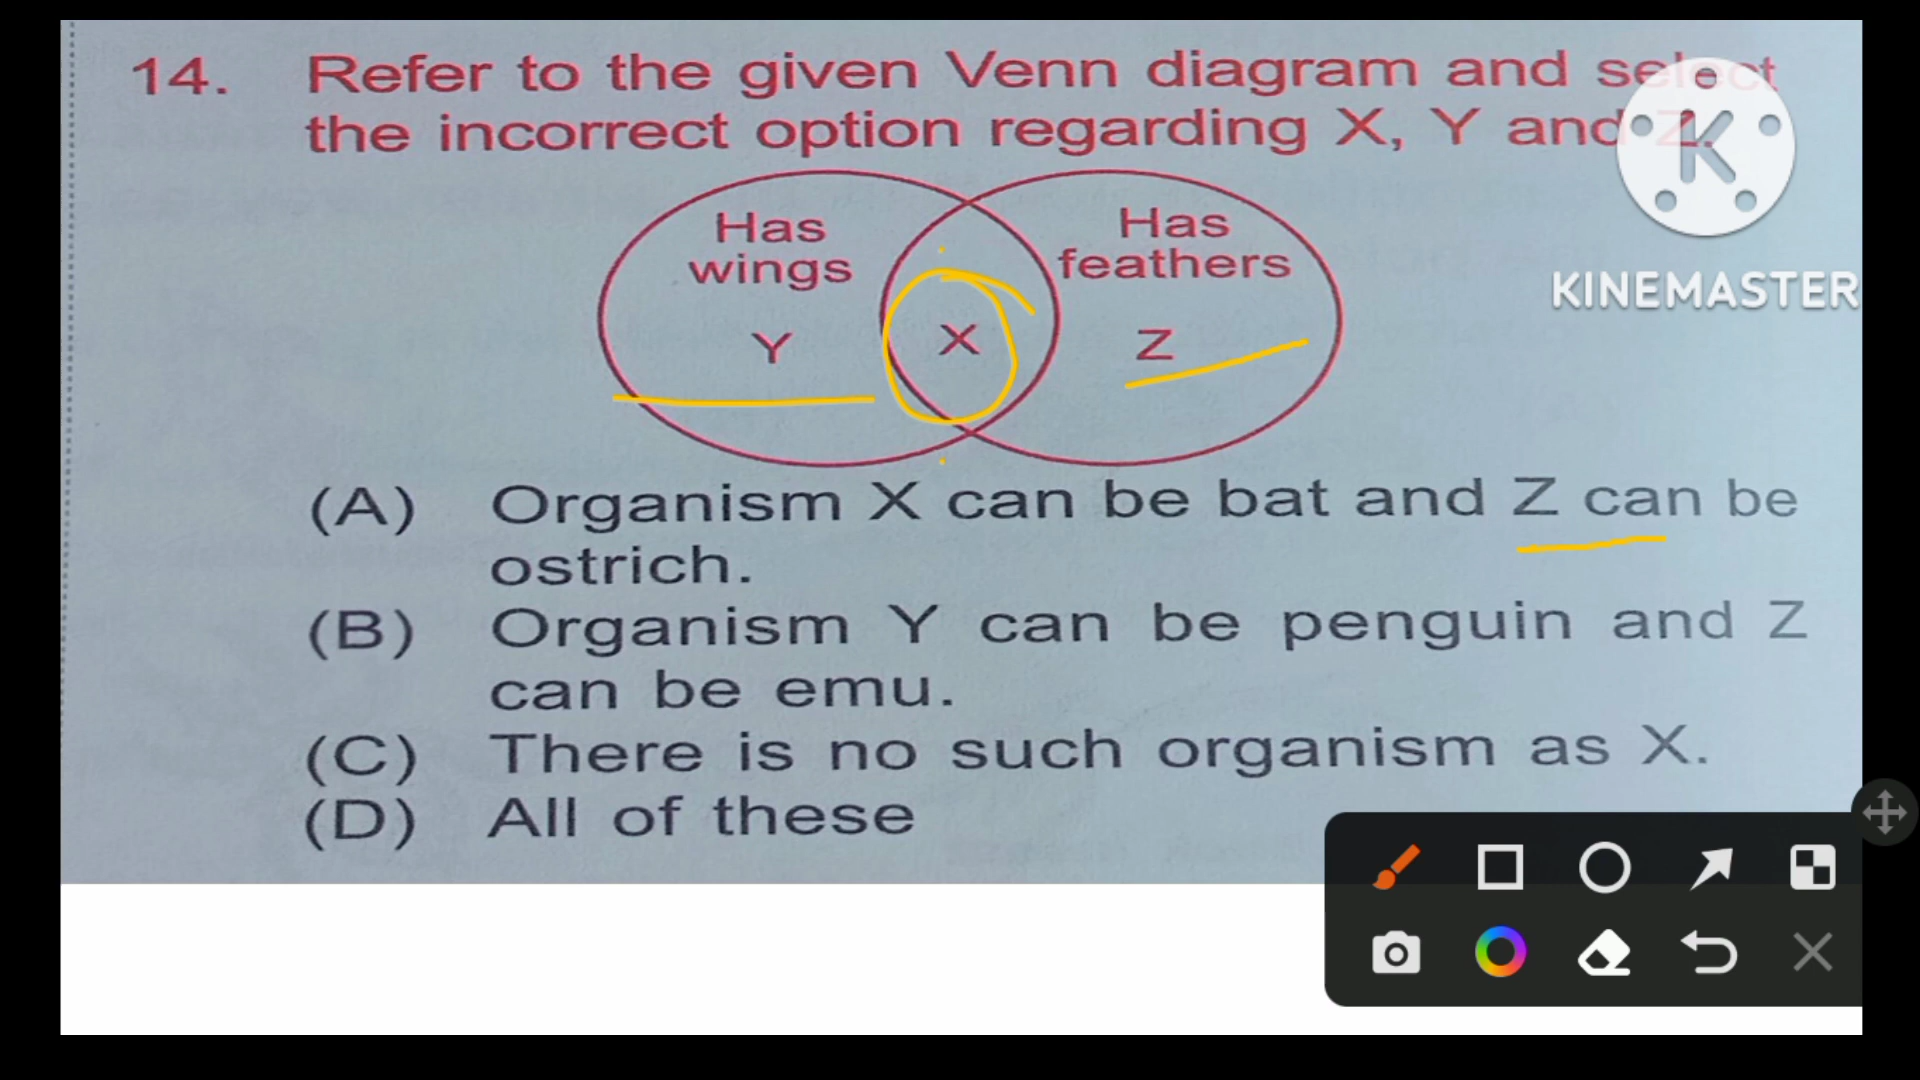 14. Refer to the given Venn diagram and select
the incorrect option regarding X, Y and Z.
Has
wings
Has
feathers
Y
X
Z
(A) Organism X can be bat and Z can be
ostrich.
(B) Organism Y can be penguin and Z
can be emu.
(C) There is no such organism as X.
(D) All of these
K
KINEMASTER